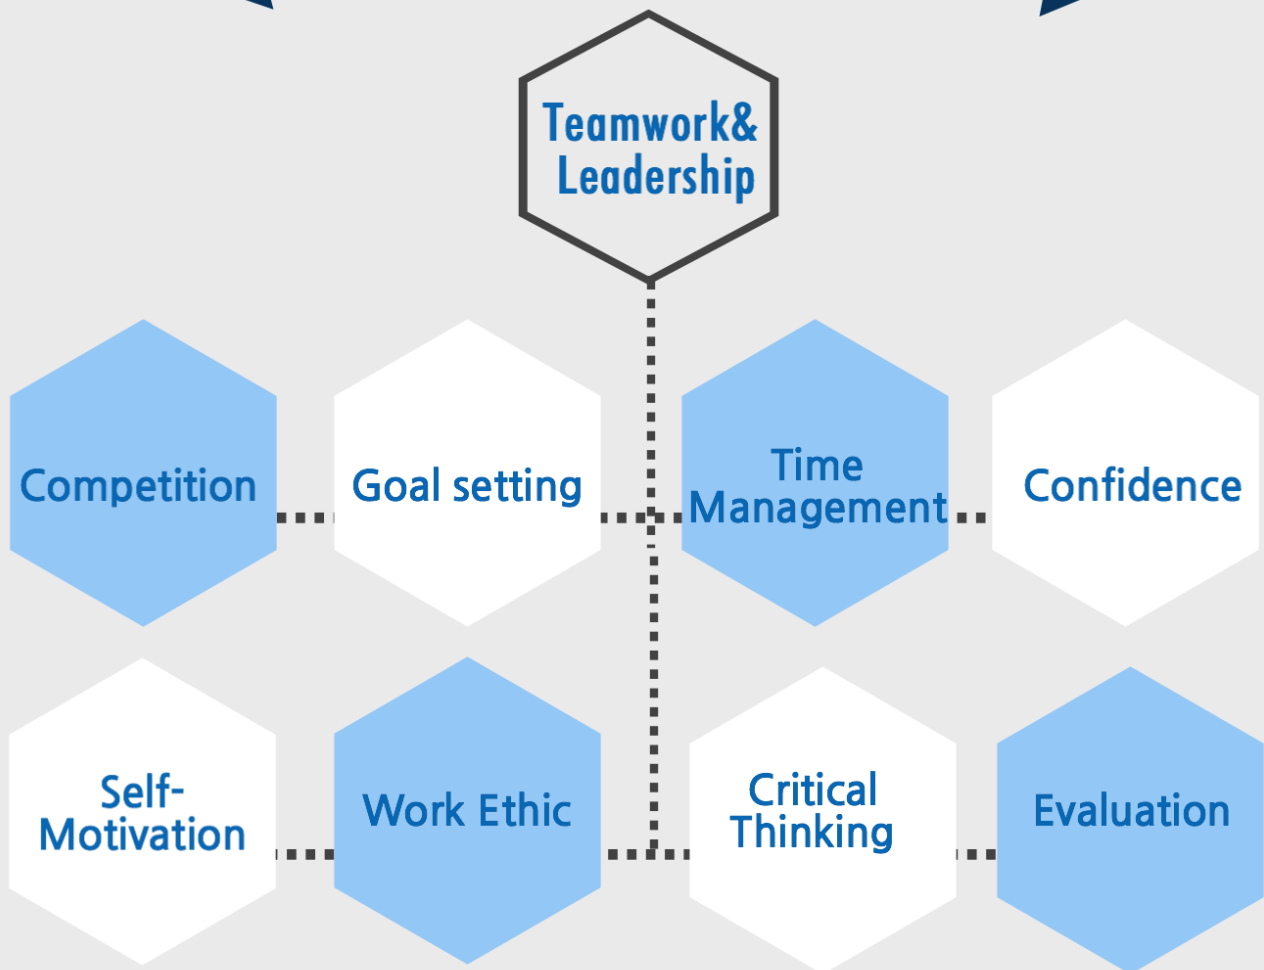 Teamwork&
Leadership
Competition
Goal setting
Time
Management
Confidence
Self-
Motivation
Work Ethic
Critical
Thinking
Evaluation